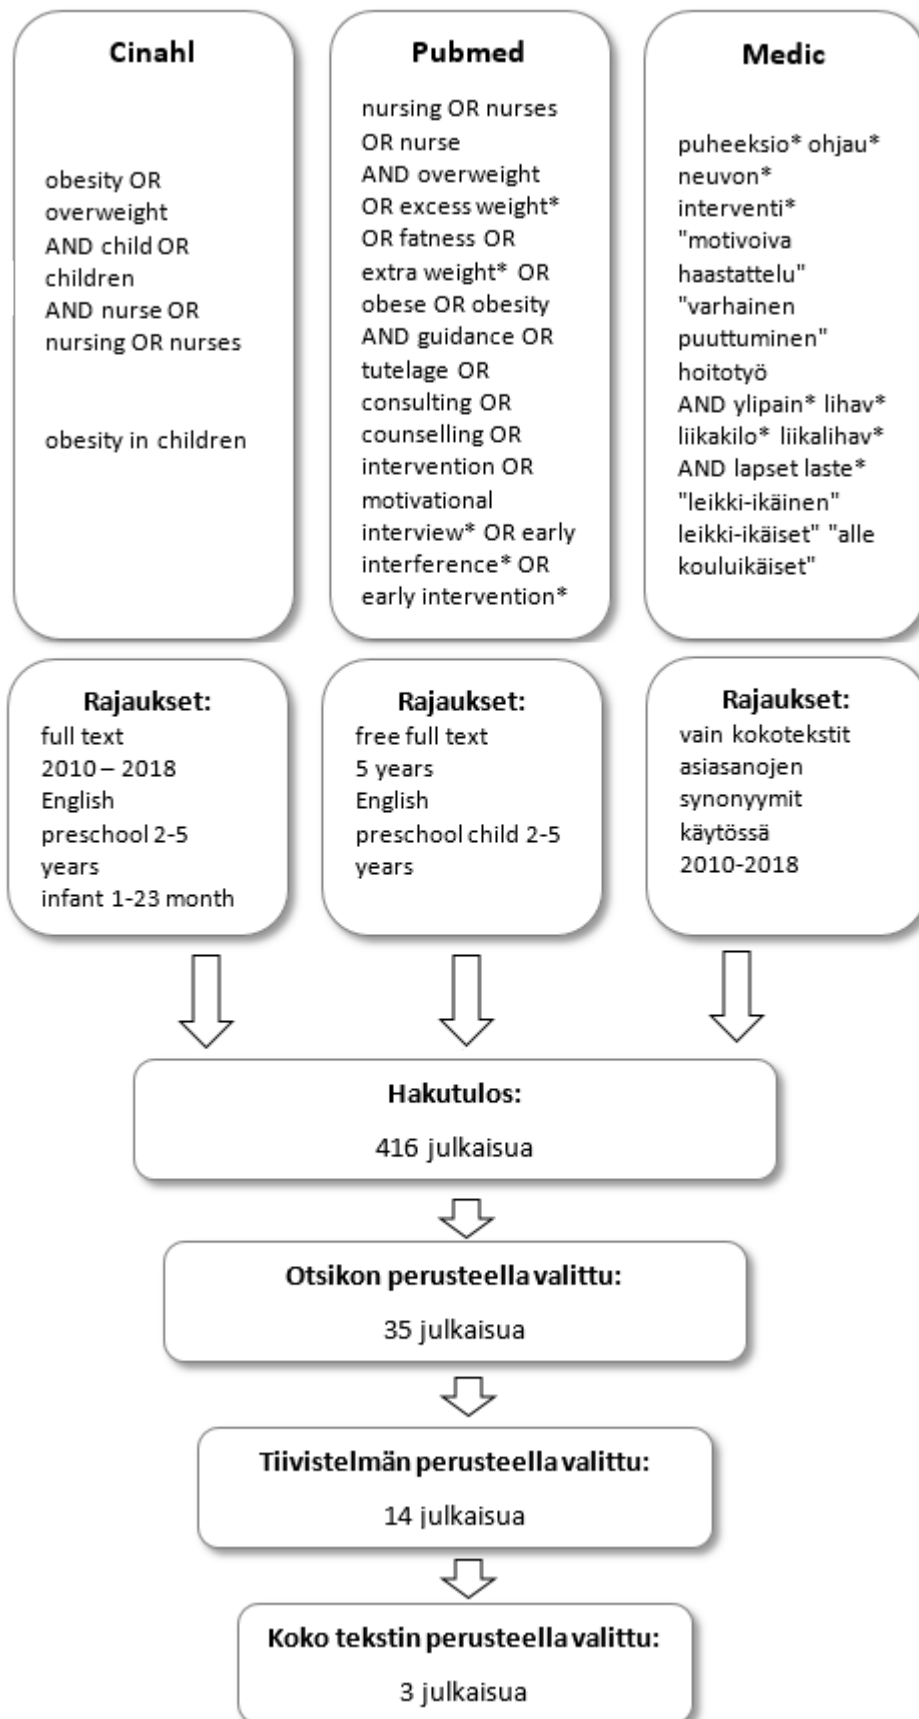 Cinahl
obesity OR
overweight
AND child OR
children
AND nurse OR
nursing OR nurses
obesity in children
Pubmed
nursing OR nurses
OR nurse
AND overweight
OR excess weight*
OR fatness OR
extra weight* OR
obese OR obesity
AND guidance OR
tutelage OR
consulting OR
counselling OR
intervention OR
motivational
interview* OR early
interference* OR
early intervention*
Medic
puheeksio* ohjau*
neuvon*
interventi*
"motivoiva
haastattelu"
"varhainen
puuttuminen"
hoitotyö
AND ylipain* lihav*
liikakilo* liikalihav*
AND lapset laste*
"leikki-ikäinen"
leikki-ikäiset" "alle
kouluikäiset"
Rajaukset:
full text
2010 – 2018
English
preschool 2-5
years
infant 1-23 month
Rajaukset:
free full text
5 years
English
preschool child 2-5
years
Rajaukset:
vain kokotekstit
asiasanojen
synonyymit
käytössä
2010-2018
Hakutulos:
416 julkaisua
Otsikon perusteella valittu:
35 julkaisua
Tiivistelmän perusteella valittu:
14 julkaisua
Koko tekstin perusteella valittu:
3 julkaisua